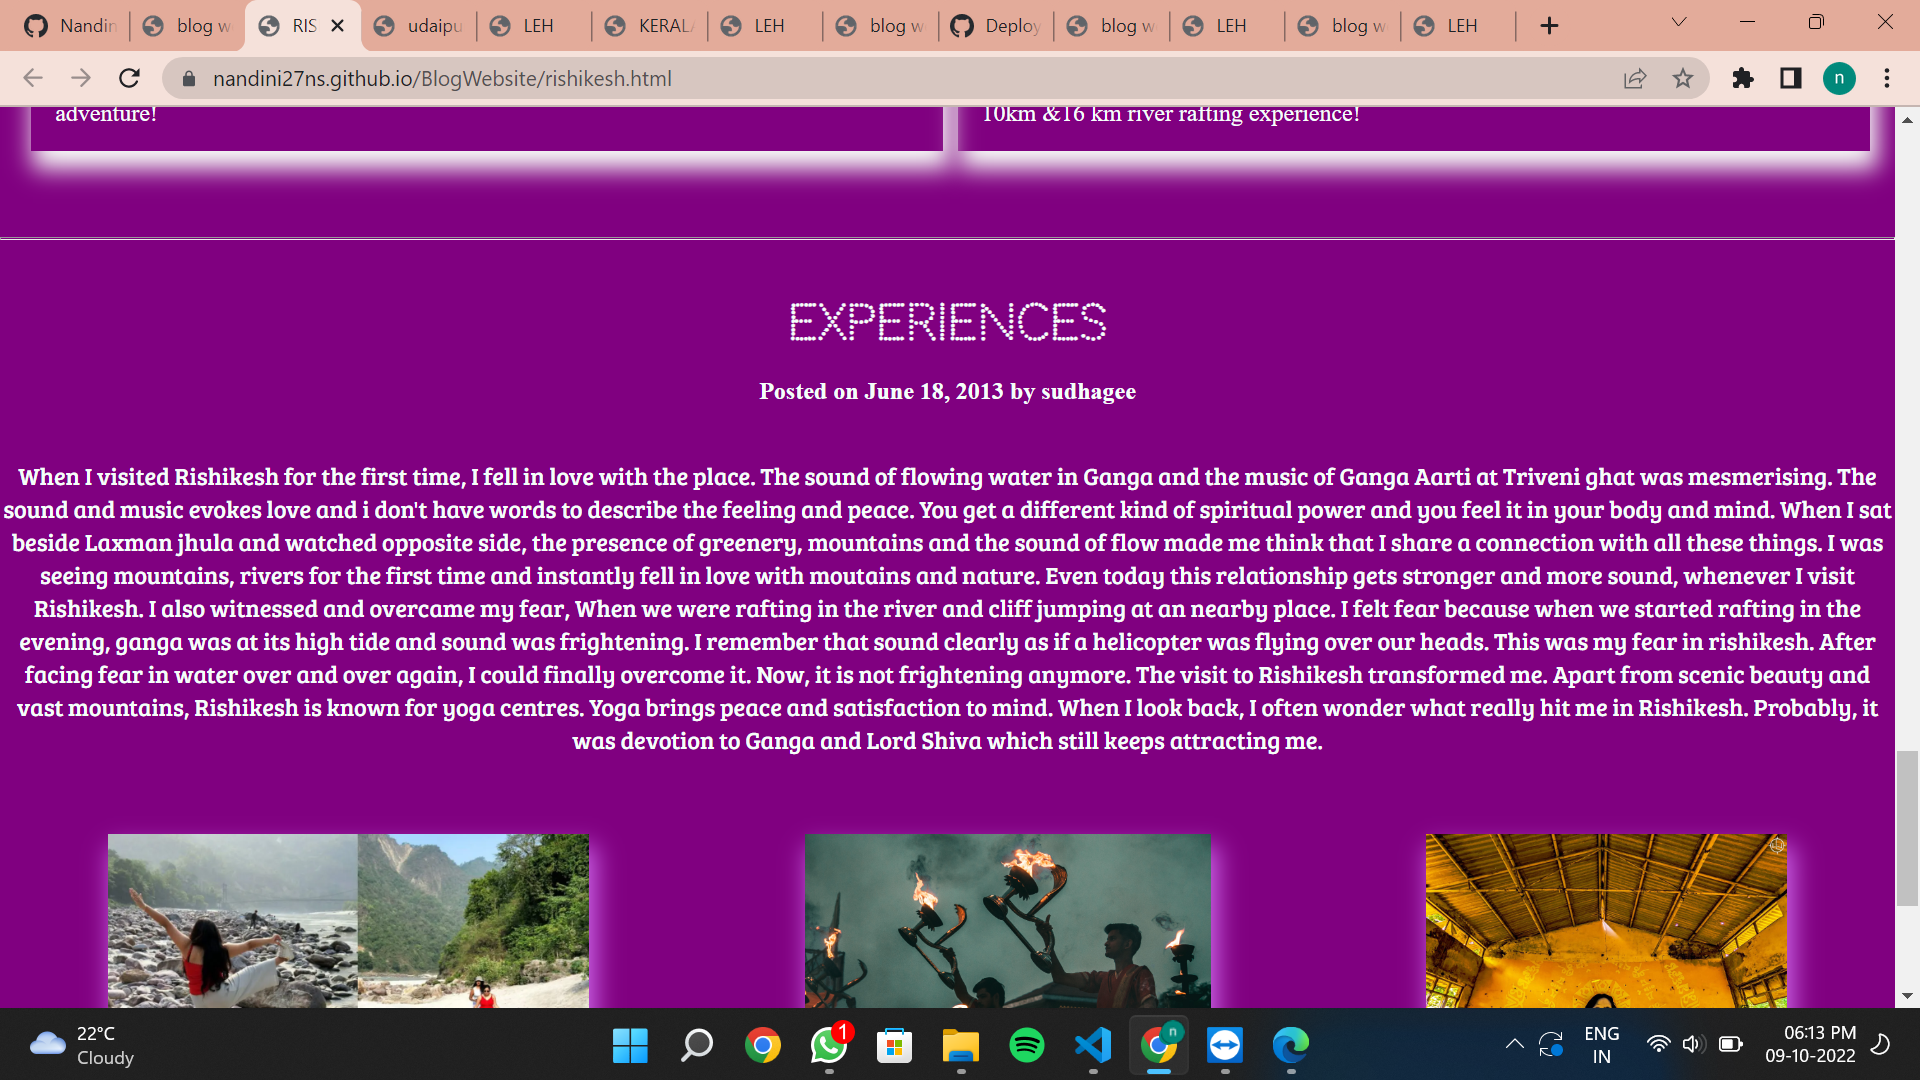 Nandin
blog w
RIS
udaipu
LEH
KERAL
LEH
blog w
Deploy
blog w
LEH
blog w
LEH
nandini27ns.github.io/BlogWebsite/rishikesh.html
n
adventure!
10km &16 km river rafting experience!
EXPERIENCES
Posted on June 18, 2013 by sudhagee
When I visited Rishikesh for the first time, I fell in love with the place. The sound of flowing water in Ganga and the music of Ganga Aarti at Triveni ghat was mesmerising. The
sound and music evokes love and i don't have words to describe the feeling and peace. You get a different kind of spiritual power and you feel it in your body and mind. When I sat
beside Laxman jhula and watched opposite side, the presence of greenery, mountains and the sound of flow made me think that I share a connection with all these things. I was
seeing mountains, rivers for the first time and instantly fell in love with moutains and nature. Even today this relationship gets stronger and more sound, whenever I visit
Rishikesh. I also witnessed and overcame my fear, When we were rafting in the river and cliff jumping at an nearby place. I felt fear because when we started rafting in the
evening, ganga was at its high tide and sound was frightening. I remember that sound clearly as if a helicopter was flying over our heads. This was my fear in rishikesh. After
facing fear in water over and over again, I could finally overcome it. Now, it is not frightening anymore. The visit to Rishikesh transformed me. Apart from scenic beauty and
vast mountains, Rishikesh is known for yoga centres. Yoga brings peace and satisfaction to mind. When I look back, I often wonder what really hit me in Rishikesh. Probably, it
was devotion to Ganga and Lord Shiva which still keeps attracting me.
22°C
Cloudy
1
n
ENG
IN
06:13 PM
09-10-2022